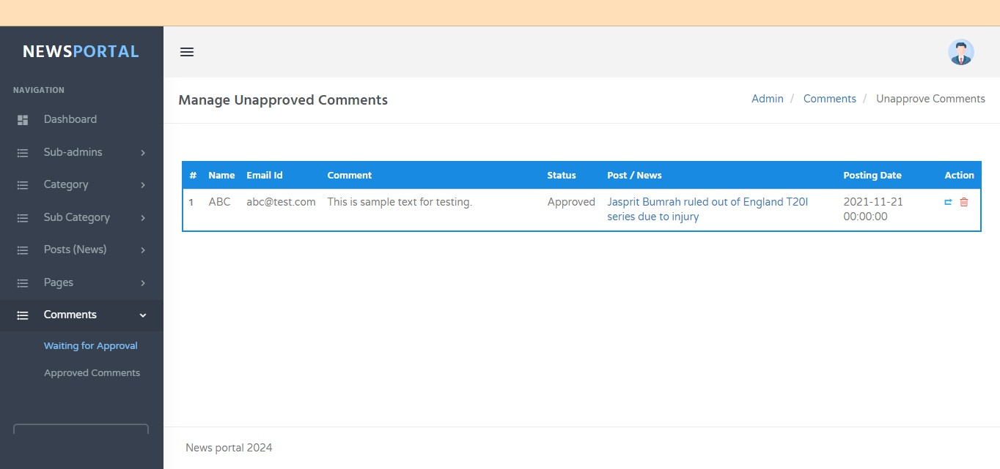 NEWSPORTAL
NAVIGATION
Dashboard
Sub-admins
Category
Sub Category
Posts (News)
Pages
Comments
Waiting for Approval
Approved Comments
Manage Unapproved Comments
Admin / Comments / Unapprove Comments
# Name Email Id Comment Status Post / News Posting Date Action
1 ABC abc@test.com This is sample text for testing. Approved Jasprit Bumrah ruled out of England T20I 2021-11-21
series due to injury 00:00:00
News portal 2024